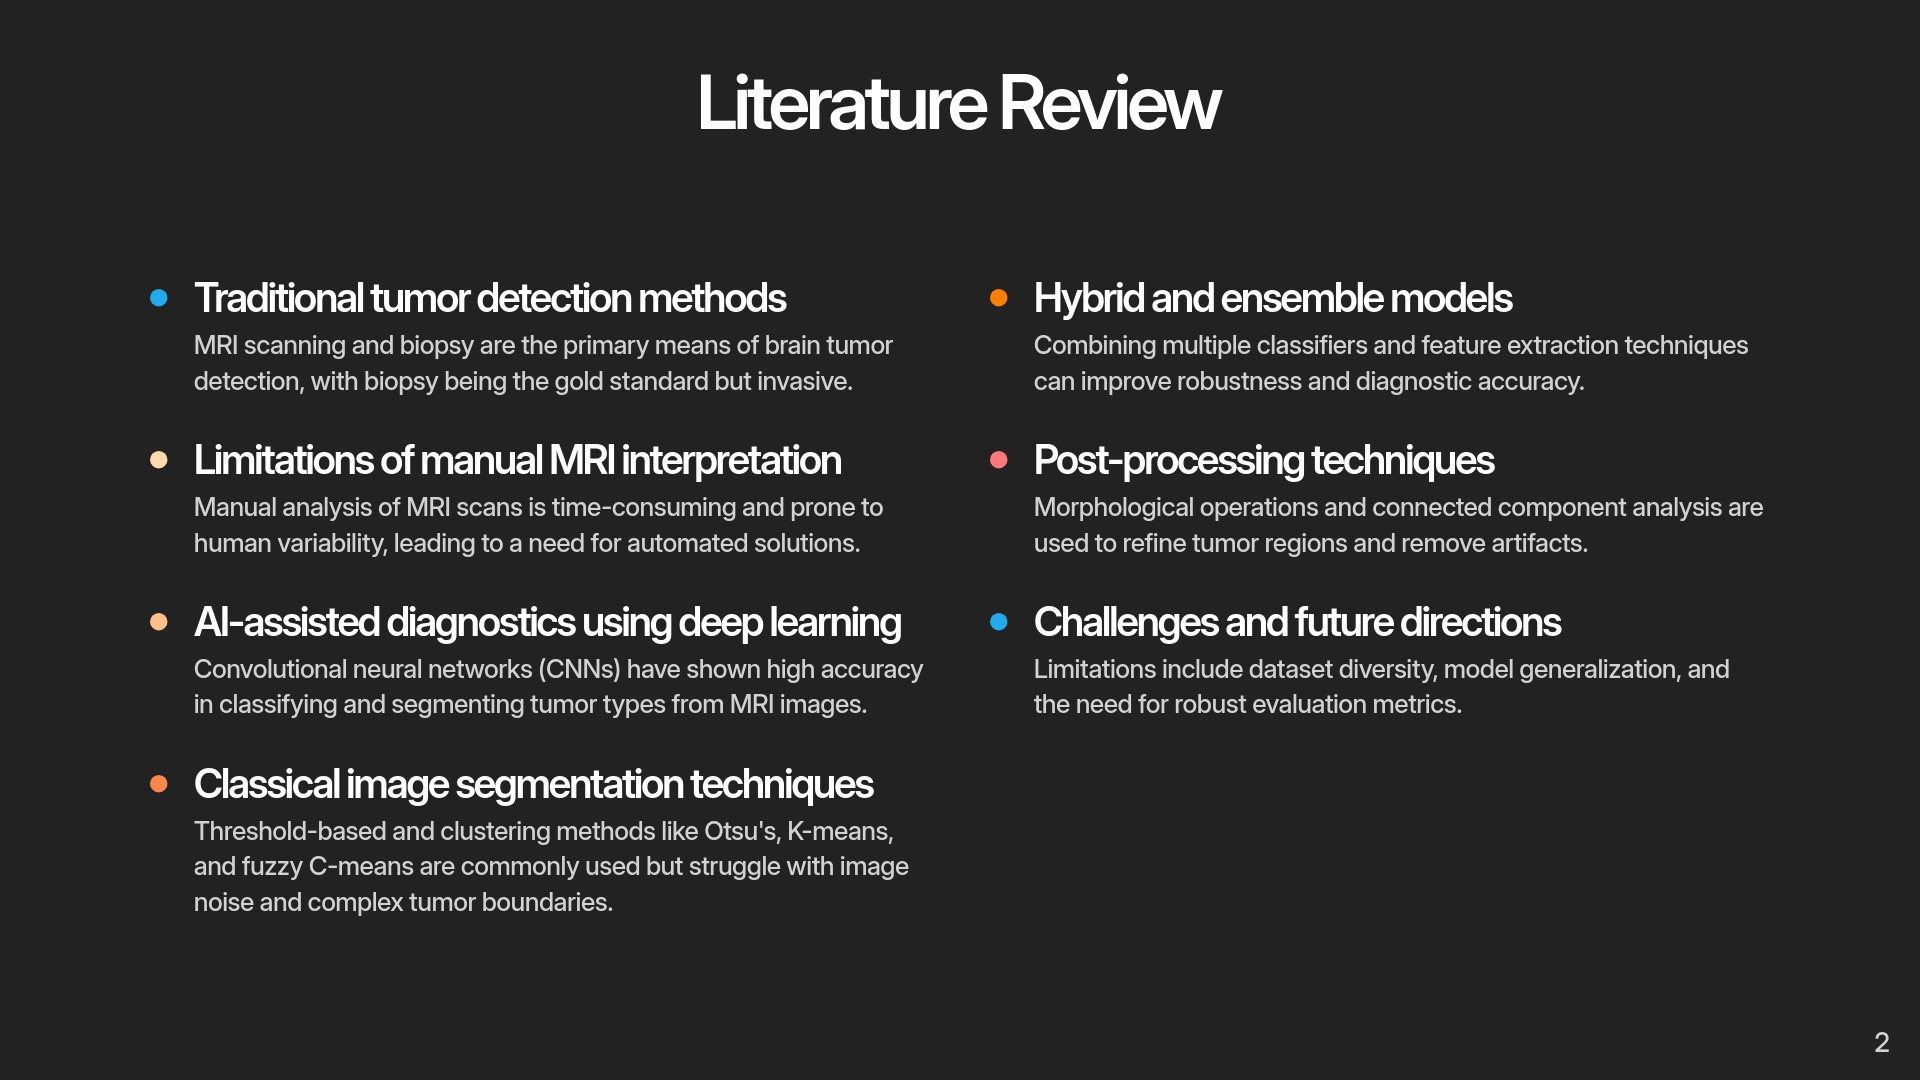 Literature Review
Traditional tumor detection methods
MRI scanning and biopsy are the primary means of brain tumor
detection, with biopsy being the gold standard but invasive.
Limitations of manual MRI interpretation
Manual analysis of MRI scans is time-consuming and prone to
human variability, leading to a need for automated solutions.
AI-assisted diagnostics using deep learning
Convolutional neural networks (CNNs) have shown high accuracy
in classifying and segmenting tumor types from MRI images.
Classical image segmentation techniques
Threshold-based and clustering methods like Otsu's, K-means,
and fuzzy C-means are commonly used but struggle with image
noise and complex tumor boundaries.
Hybrid and ensemble models
Combining multiple classifiers and feature extraction techniques
can improve robustness and diagnostic accuracy.
Post-processing techniques
Morphological operations and connected component analysis are
used to refine tumor regions and remove artifacts.
Challenges and future directions
Limitations include dataset diversity, model generalization, and
the need for robust evaluation metrics.
2